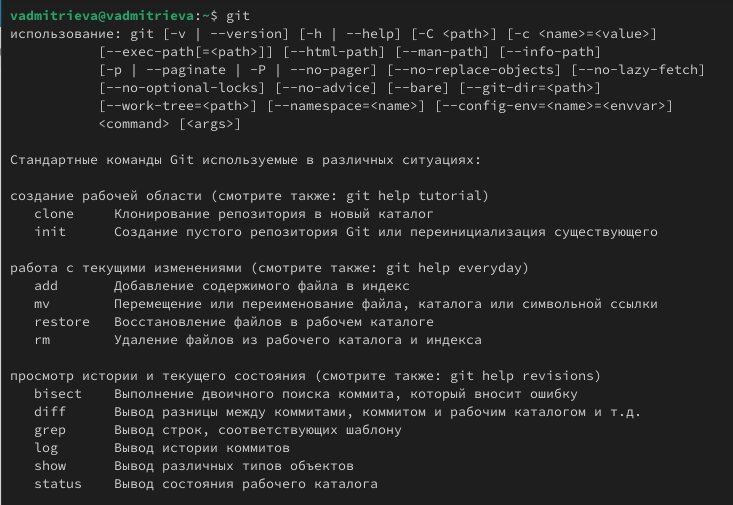 vadmitrieva@vadmitrieva:~$ git
использование: git [-v | --version] [-h | --help] [-C <path>] [-c <name>=<value>]
           [--exec-path[=<path>]] [--html-path] [--man-path] [--info-path]
           [-p | --paginate | -P | --no-pager] [--no-replace-objects] [--no-lazy-fetch]
           [--no-optional-locks] [--no-advice] [--bare] [--git-dir=<path>]
           [--work-tree=<path>] [--namespace=<name>] [--config-env=<name>=<envvar>]
           <command> [<args>]

Стандартные команды Git используемые в различных ситуациях:

создание рабочей области (смотрите также: git help tutorial)
   clone     Клонирование репозитория в новый каталог
   init      Создание пустого репозитория Git или переинициализация существующего

работа с текущими изменениями (смотрите также: git help everyday)
   add       Добавление содержимого файла в индекс
   mv        Перемещение или переименование файла, каталога или символьной ссылки
   restore   Восстановление файлов в рабочем каталоге
   rm        Удаление файлов из рабочего каталога и индекса

просмотр истории и текущего состояния (смотрите также: git help revisions)
   bisect    Выполнение двоичного поиска коммита, который вносит ошибку
   diff      Вывод разницы между коммитами, коммитом и рабочим каталогом и т.д.
   grep      Вывод строк, соответствующих шаблону
   log       Вывод истории коммитов
   show      Вывод различных типов объектов
   status    Вывод состояния рабочего каталога